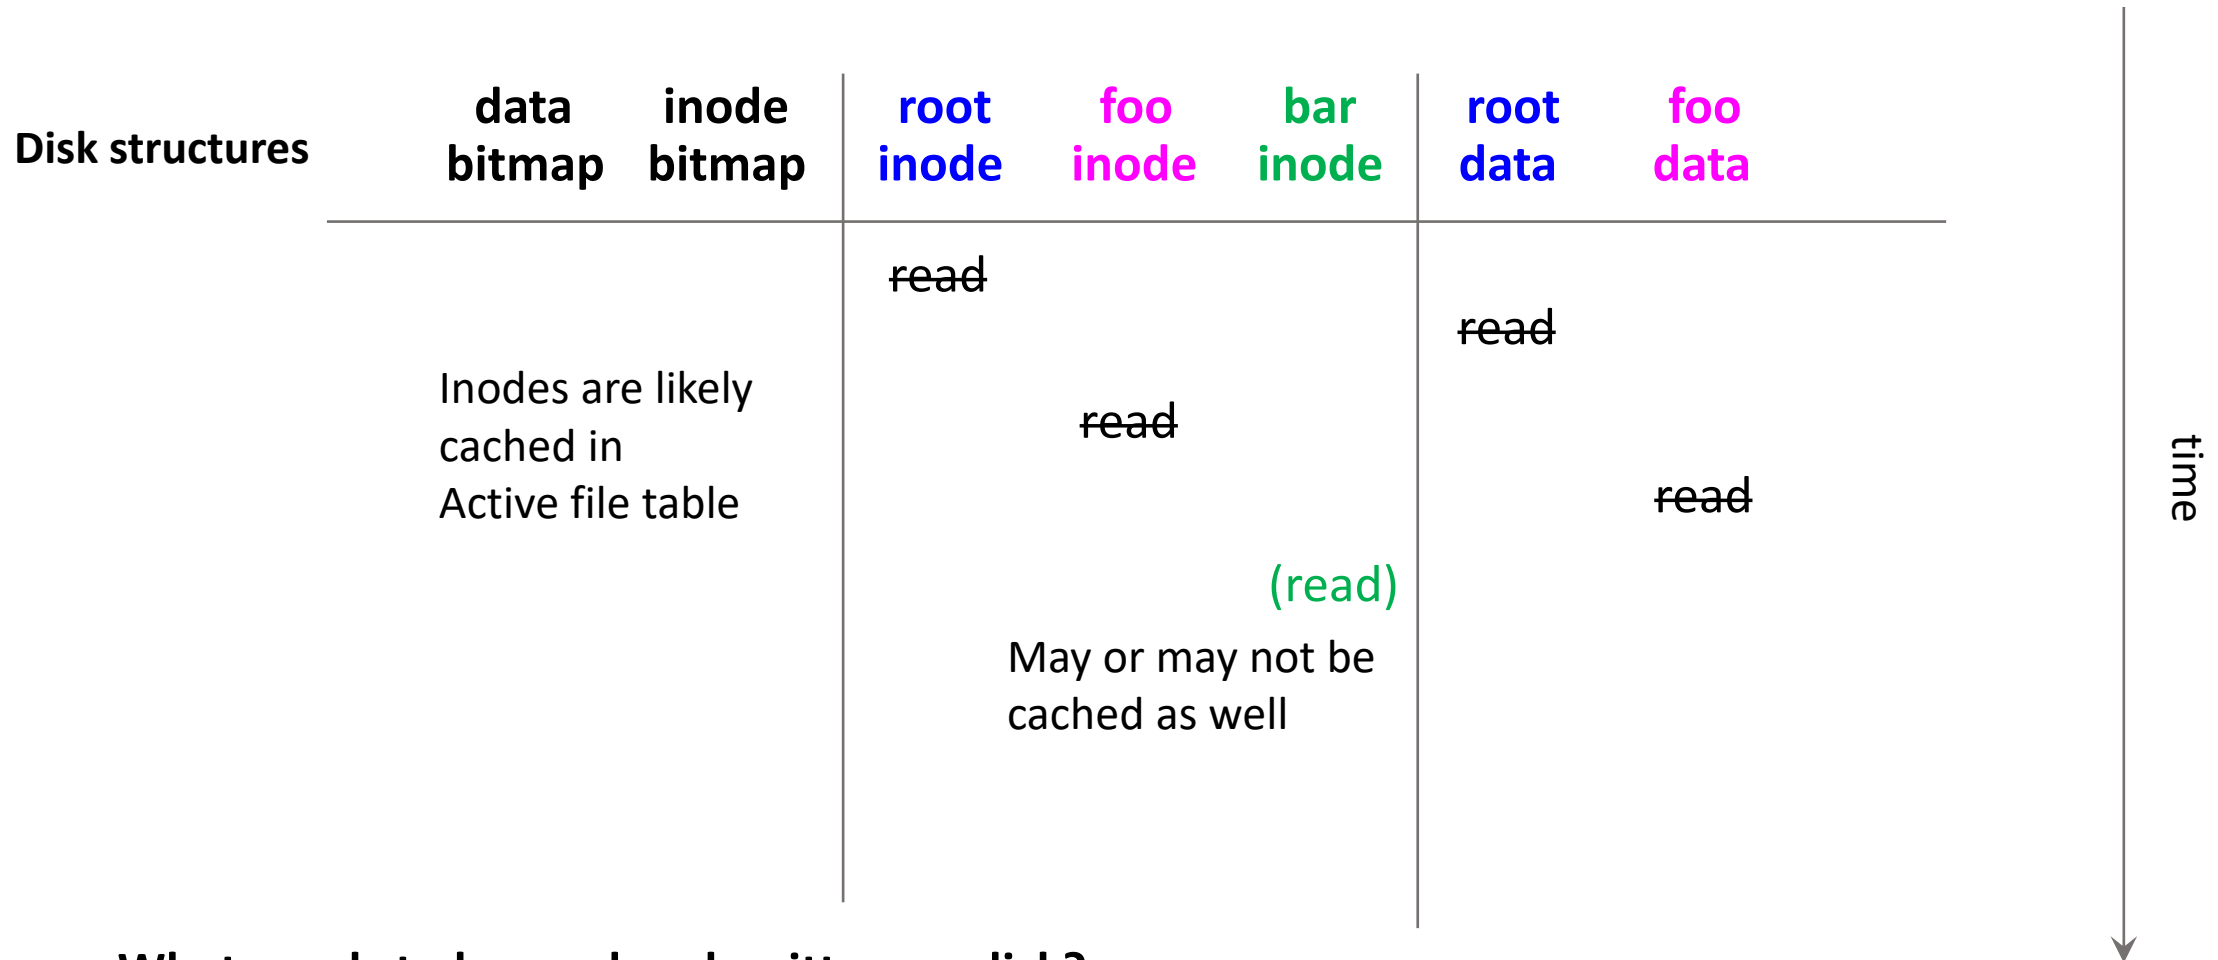 data inode root foo bar root foo
Disk structures
bitmap bitmap inode inode inode data data
read
read
Inodes are likely
cached in
Active file table
read
read
time
(read)
May or may not be
cached as well